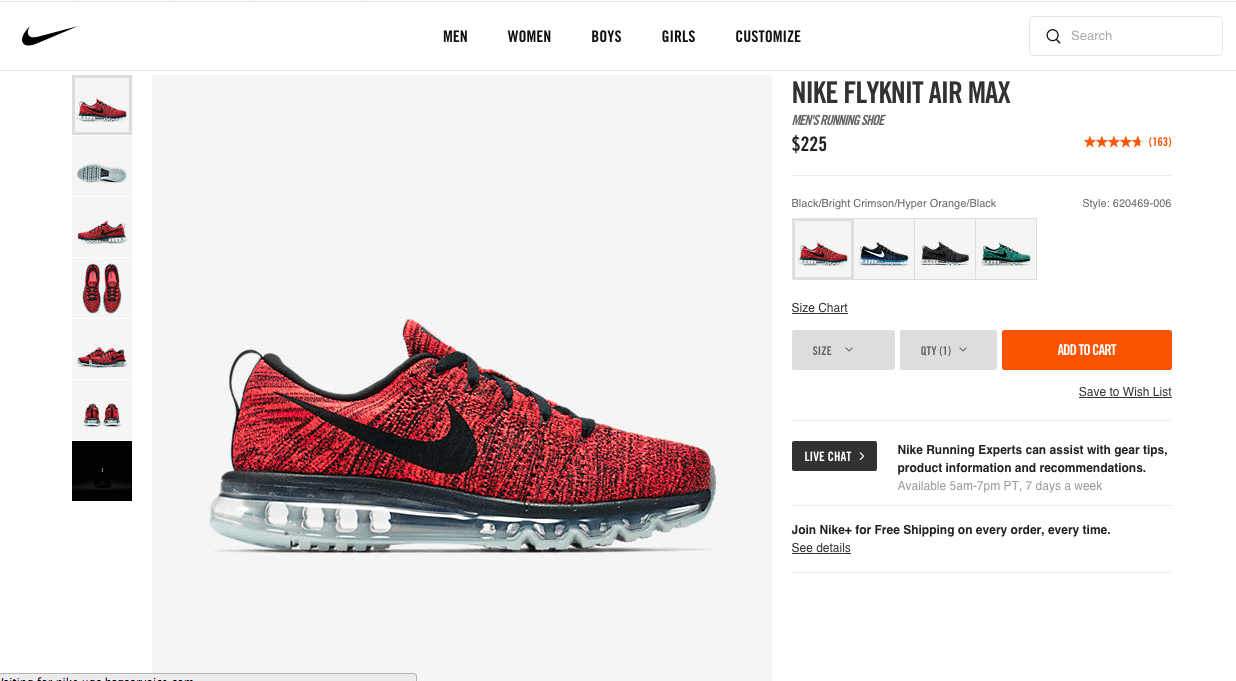 MEN WOMEN BOYS GIRLS CUSTOMIZE
Search
NIKE FLYKNIT AIR MAX
MEN'S RUNNING SHOE
$225
(163)
Black/Bright Crimson/Hyper Orange/Black
Style: 620469-006
Size Chart
SIZE
QTY (1)
ADD TO CART
Save to Wish List
LIVE CHAT
Nike Running Experts can assist with gear tips,
product information and recommendations.
Available 5am-7pm PT, 7 days a week
Join Nike+ for Free Shipping on every order, every time.
See details